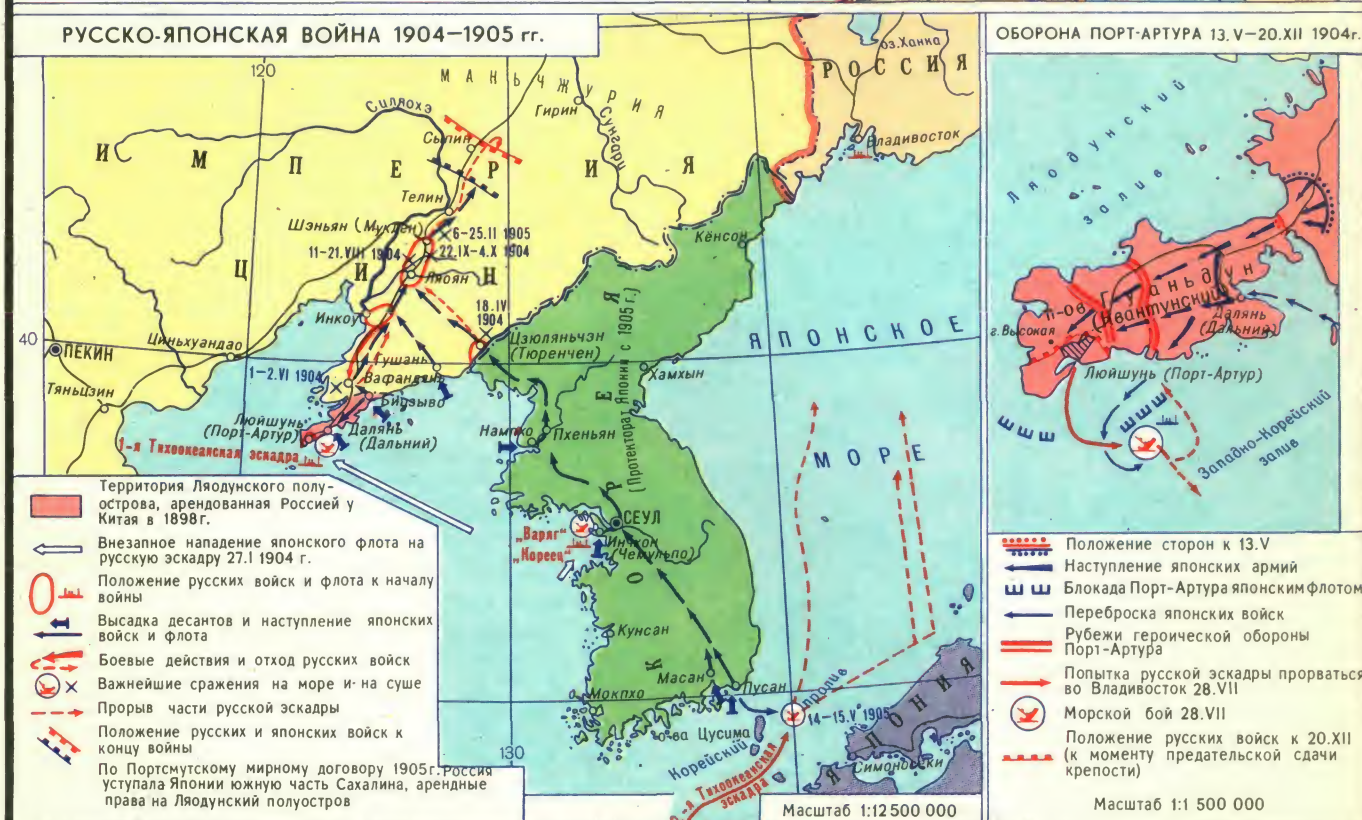 РУССКО-ЯПОНСКАЯ ВОЙНА 1904—1905 гг.
120
МАНЬЧЖУРИЯ
оз.Ханка
РОССИЯ
Силяохэ
Гирин
Сунгари
Сыпин
Владивосток
ИМПЕРИЯ
Телин
Шэньян (Мукден)
6-25.II 1905
11-21.VIII 1904
22.IX-4.X 1904
Кёнсон
ЦИН
Ляоян
18.IV
1904
Инкоу
Циньхуандао
40
ПЕКИН
Цзюляньчэн
(Тюренчен)
ЯПОНСКОЕ
Гушань
1-2.VI 1904
Вафандянь
Хамхын
Тяньцзин
Бицзыво
Люйшунь
(Порт-Артур)
Далянь
(Дальний)
Нампхо
Пхеньян
1-я Тихоокеанская эскадра
КОРЕЯ
(Протекторат Японии с 1905 г.)
МОРЕ
СЕУЛ
„Варяг"
„Кореец"
Инчхон
(Чемульпо)
Кунсан
Масан
Пусан
Мокпхо
пролив
14-15.V 1905
о-ва Цусима
Корейский
ЯПОНИЯ
130
Симоносеки
-я Тихоокеанская
эскадра
Масштаб 1:12 500 000
Территория Ляодунского полу-
острова, арендованная Россией у
Китая в 1898г.
Внезапное нападение японского флота на
русскую эскадру 27.I 1904 г.
Положение русских войск и флота к началу
войны
Высадка десантов и наступление японских
войск и флота
Боевые действия и отход русских войск
Важнейшие сражения на море и на суше
Прорыв части русской эскадры
Положение русских и японских войск к
концу войны
По Портсмутскому мирному договору 1905г. Россия
уступала Японии южную часть Сахалина, арендные
права на Ляодунский полуостров
ОБОРОНА ПОРТ-АРТУРА 13.V—20.XII 1904г.
Ляодунский
залив
п-ов Гуаньдун
(Квантунский)
г.Высокая
Далянь
(Дальний)
Люйшунь (Порт-Артур)
Западно-Корейский
залив
Положение сторон к 13.V
Наступление японских армий
Блокада Порт-Артура японским флотом
Переброска японских войск
Рубежи героической обороны
Порт-Артура
Попытка русской эскадры прорваться
во Владивосток 28.VII
Морской бой 28.VII
Положение русских войск к 20.XII
(к моменту предательской сдачи
крепости)
Масштаб 1:1 500 000